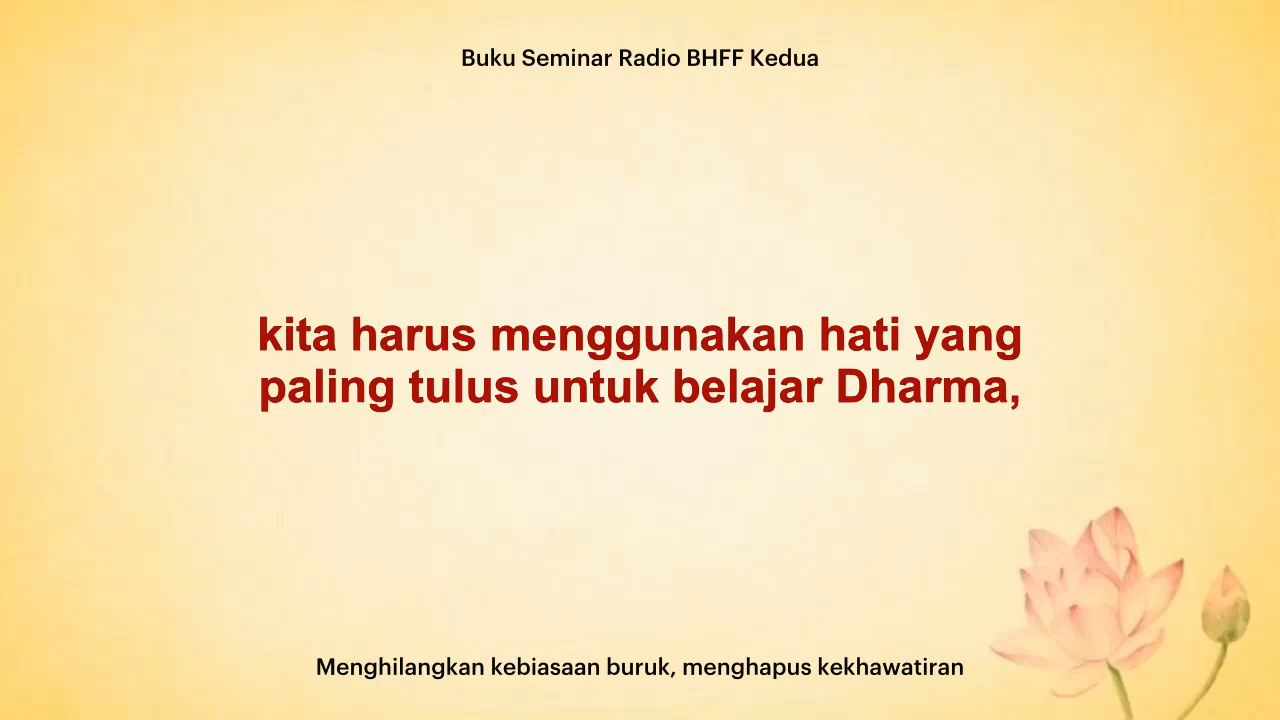 Buku Seminar Radio BHFF Kedua
kita harus menggunakan hati yang
paling tulus untuk belajar Dharma,
Menghilangkan kebiasaan buruk, menghapus kekhawatiran